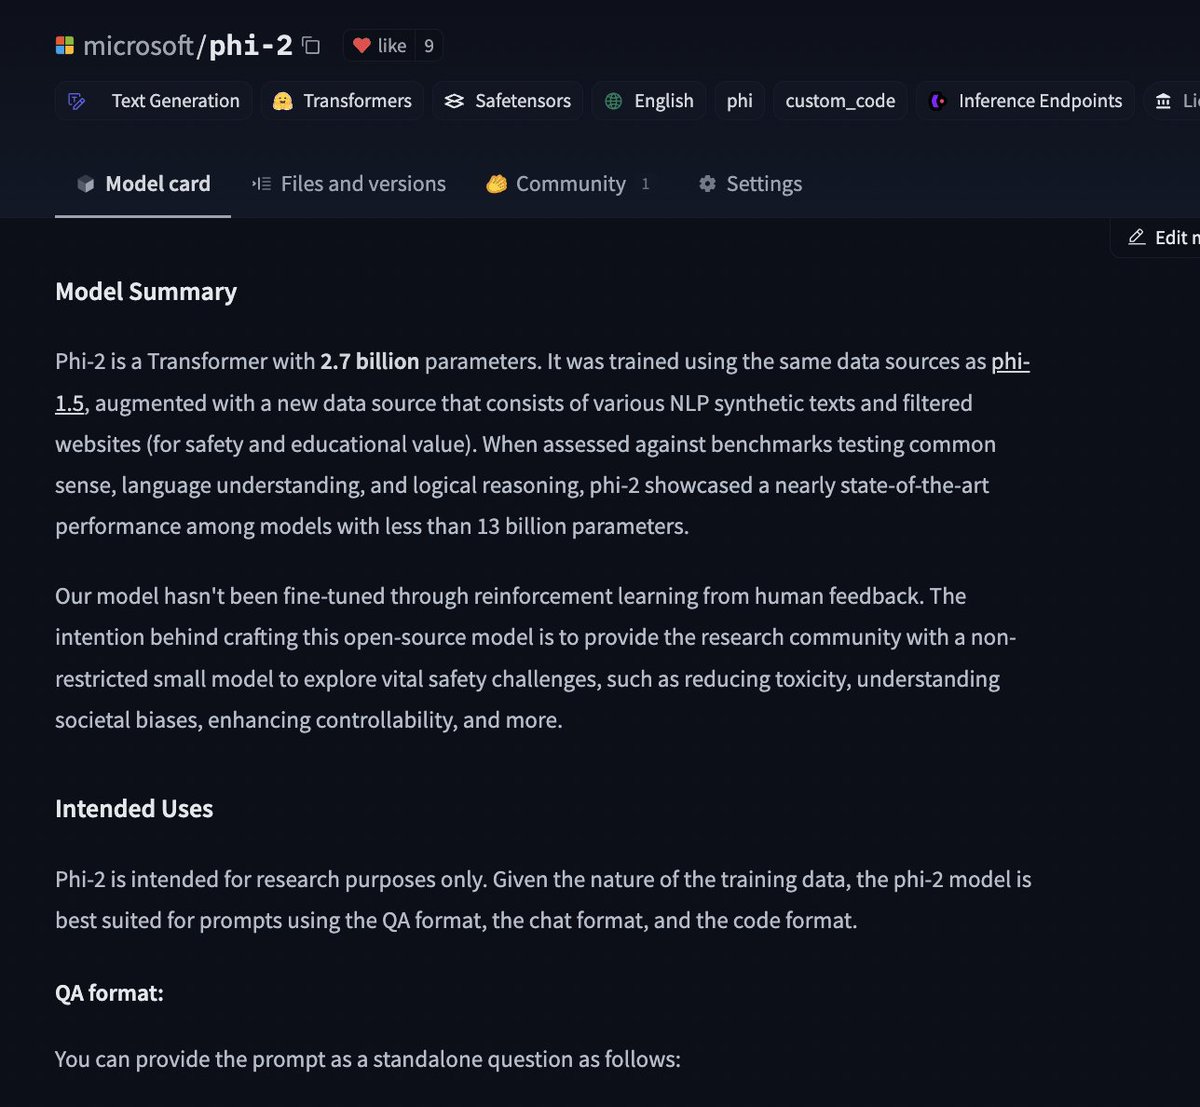 microsoft/phi-2 like 9
Text Generation Transformers Safetensors English phi custom_code Inference Endpoints
Model card Files and versions Community 1 Settings
Edit
Model Summary
Phi-2 is a Transformer with 2.7 billion parameters. It was trained using the same data sources as phi-
1.5, augmented with a new data source that consists of various NLP synthetic texts and filtered
websites (for safety and educational value). When assessed against benchmarks testing common
sense, language understanding, and logical reasoning, phi-2 showcased a nearly state-of-the-art
performance among models with less than 13 billion parameters.
Our model hasn't been fine-tuned through reinforcement learning from human feedback. The
intention behind crafting this open-source model is to provide the research community with a non-
restricted small model to explore vital safety challenges, such as reducing toxicity, understanding
societal biases, enhancing controllability, and more.
Intended Uses
Phi-2 is intended for research purposes only. Given the nature of the training data, the phi-2 model is
best suited for prompts using the QA format, the chat format, and the code format.
QA format:
You can provide the prompt as a standalone question as follows: